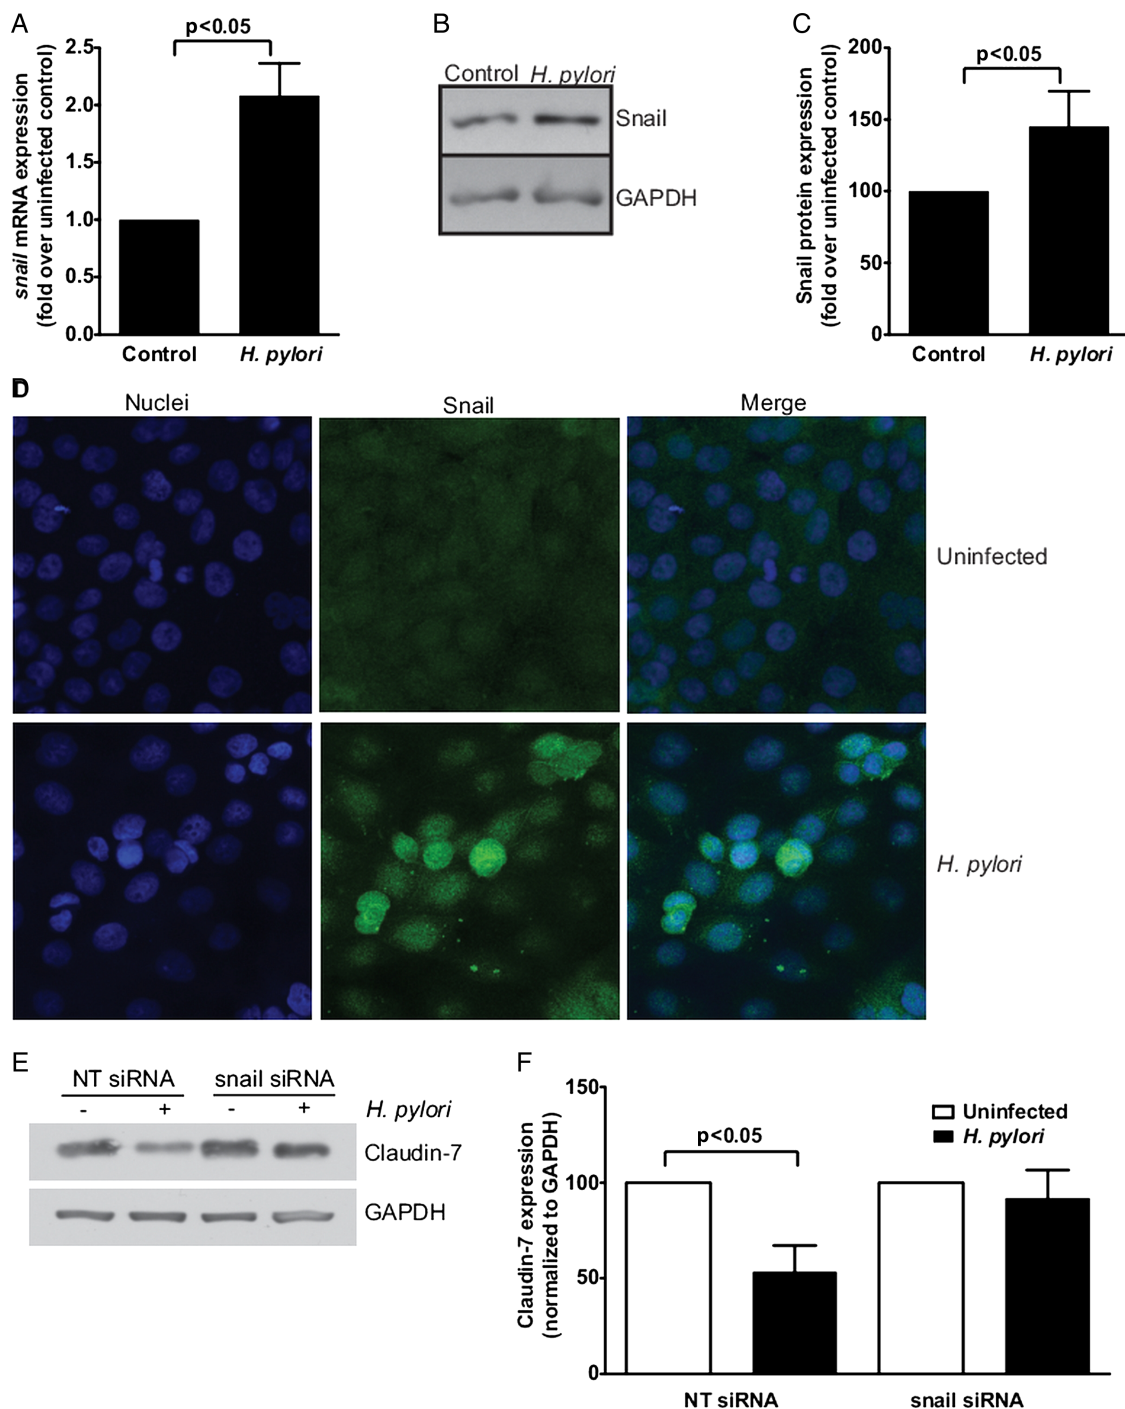 A
p<0.05
snail mRNA expression
(fold over uninfected control)
2.5
2.0
1.5
1.0
0.5
0.0
Control
H. pylori
B
Control H. pylori
Snail
GAPDH
C
p<0.05
Snail protein expression
(fold over uninfected control)
200
150
100
50
0
Control
H. pylori
D
Nuclei
Snail
Merge
Uninfected
H. pylori
E
NT siRNA
snail siRNA
- + - + H. pylori
Claudin-7
GAPDH
F
Claudin-7 expression
(normalized to GAPDH)
150
100
50
0
p<0.05
Uninfected
H. pylori
NT siRNA
snail siRNA